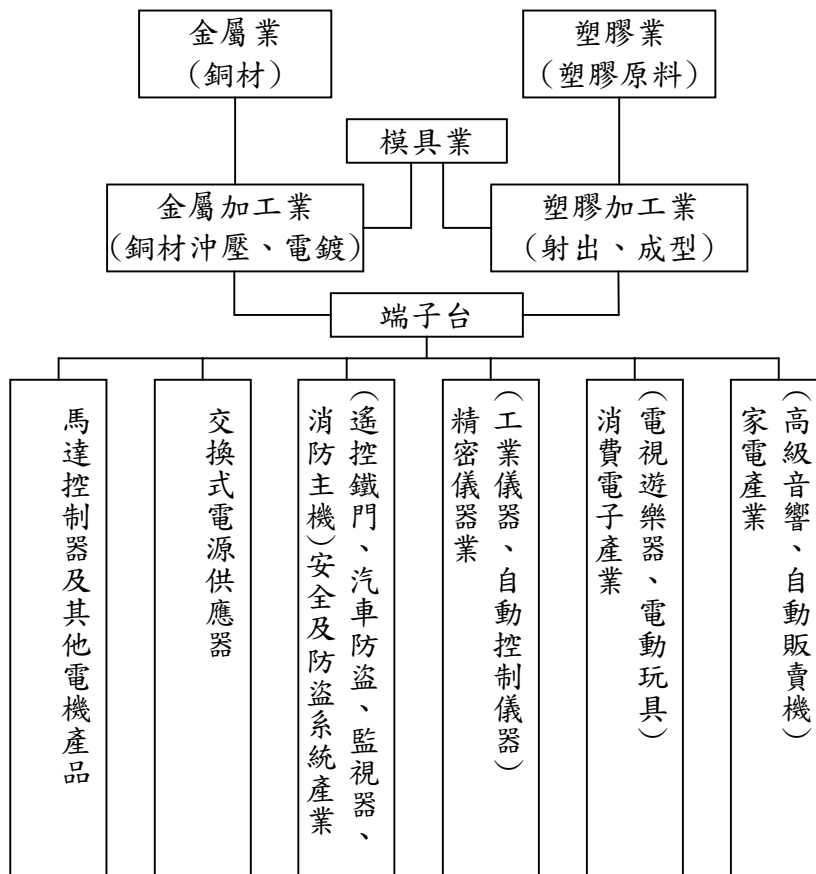 金屬業
(銅材)
塑膠業
(塑膠原料)
模具業
金屬加工業
(銅材沖壓、電鍍)
塑膠加工業
(射出、成型)
端子台
馬達控制器及其他電機產品
交換式電源供應器
(遙控鐵門、汽車防盜、監視器、
消防主機)安全及防盜系統產業
(工業儀器、自動控制儀器)
精密儀器業
(電視遊樂器、電動玩具)
消費電子產業
(高級音響、自動販賣機)
家電產業